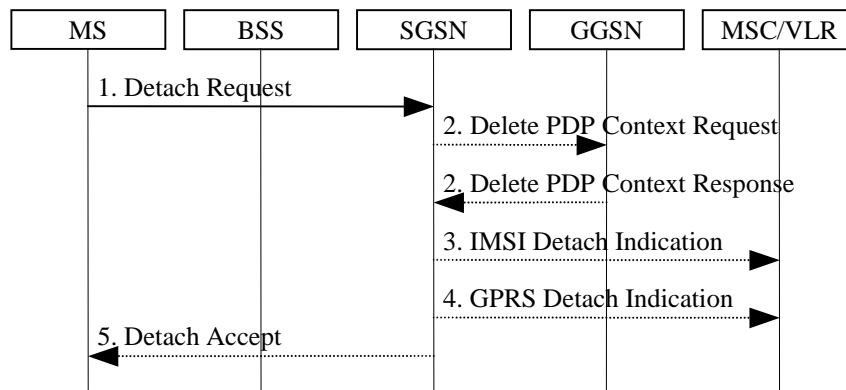 MS
BSS
SGSN
GGSN
MSC/VLR
1. Detach Request
2. Delete PDP Context Request
2. Delete PDP Context Response
3. IMSI Detach Indication
4. GPRS Detach Indication
5. Detach Accept